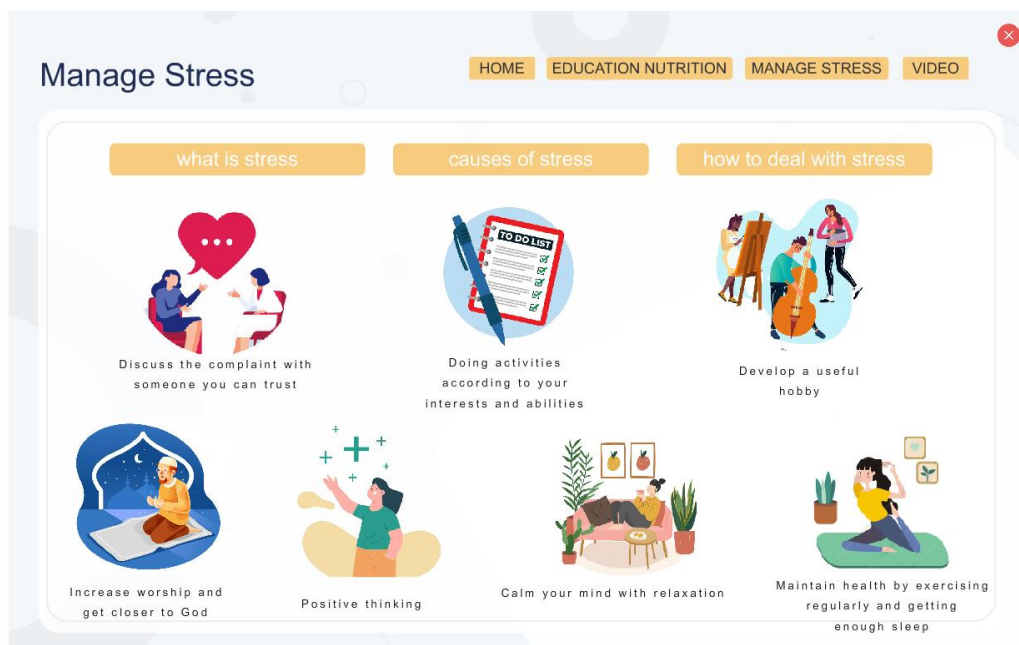 Manage Stress
HOME
EDUCATION NUTRITION
MANAGE STRESS
VIDEO
what is stress
causes of stress
how to deal with stress
TO DO LIST
Discuss the complaint with
someone you can trust
Doing activities
according to your
interests and abilities
Develop a useful
hobby
Increase worship and
get closer to God
Positive thinking
Calm your mind with relaxation
Maintain health by exercising
regularly and getting
enough sleep